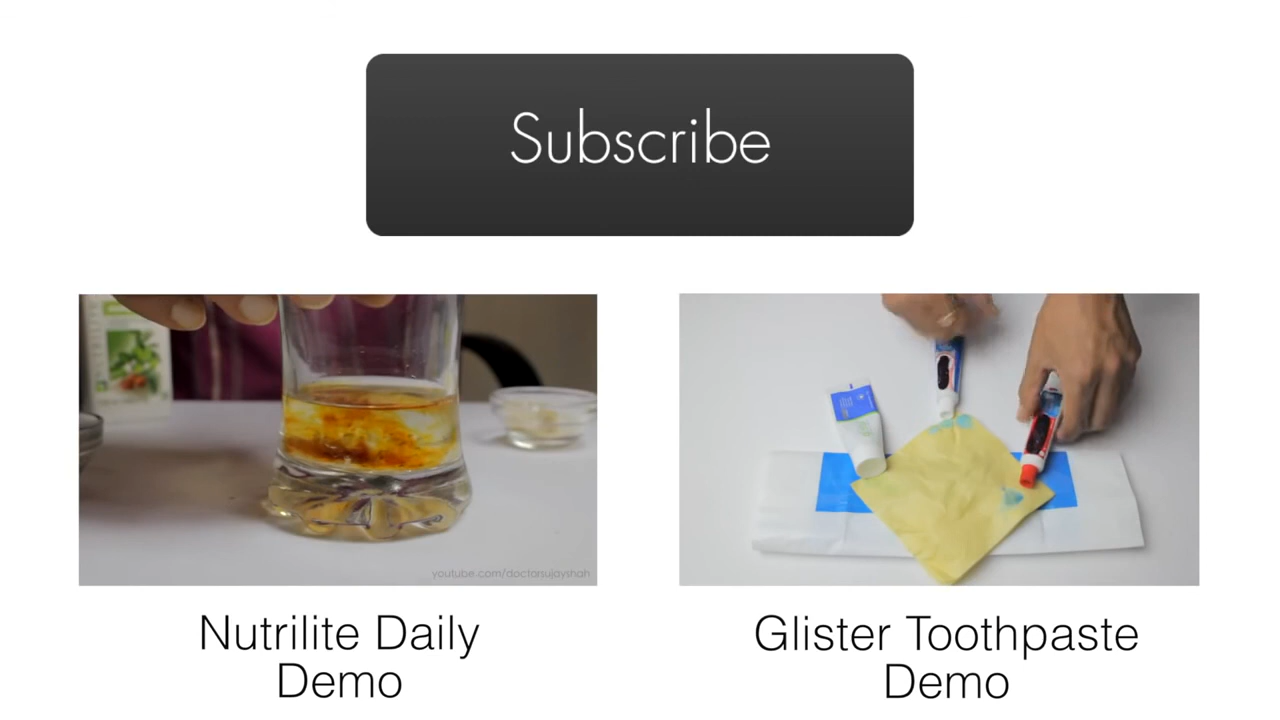 Subscribe
youtube.com/doctorsujayshah
Nutrilite Daily
Demo
Glister Toothpaste
Demo